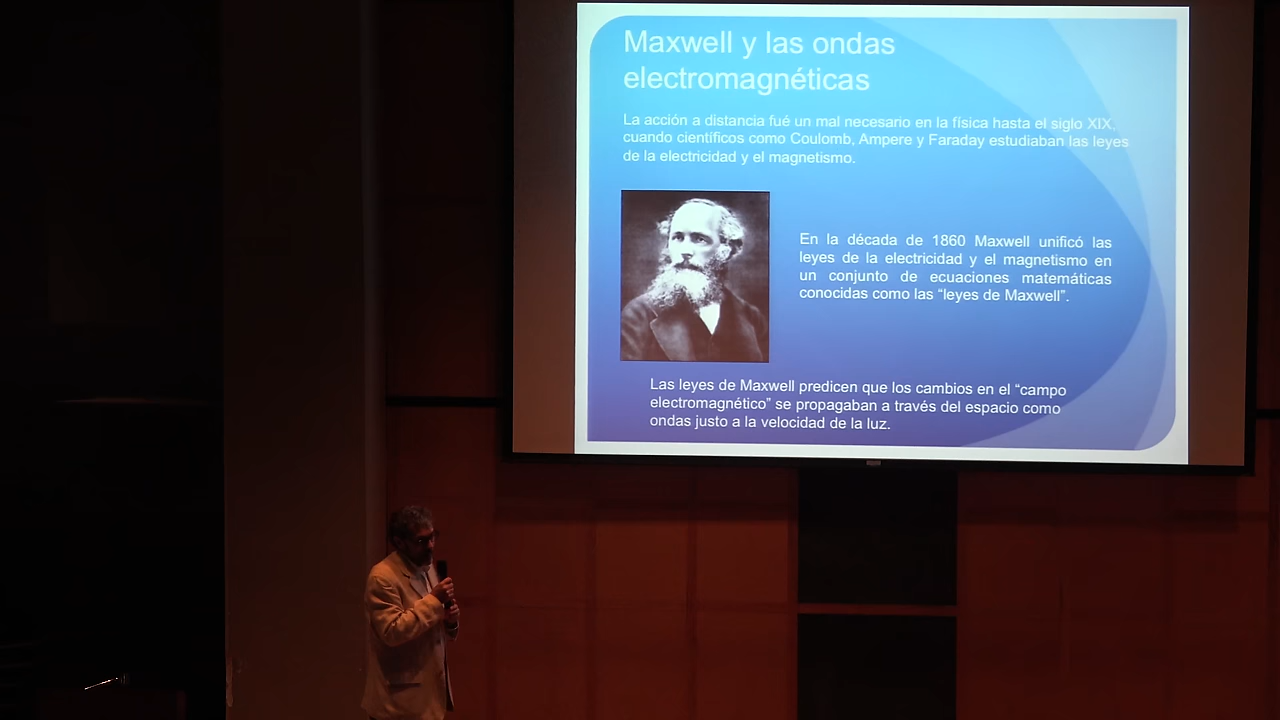 Maxwell y las ondas
electromagnéticas
La acción a distancia fué un mal necesario en la física hasta el siglo XIX,
cuando científicos como Coulomb, Ampere y Faraday estudiaban las leyes
de la electricidad y el magnetismo.
En la década de 1860 Maxwell unificó las
leyes de la electricidad y el magnetismo en
un conjunto de ecuaciones matemáticas
conocidas como las “leyes de Maxwell”.
Las leyes de Maxwell predicen que los cambios en el “campo
electromagnético” se propagaban a través del espacio como
ondas justo a la velocidad de la luz.